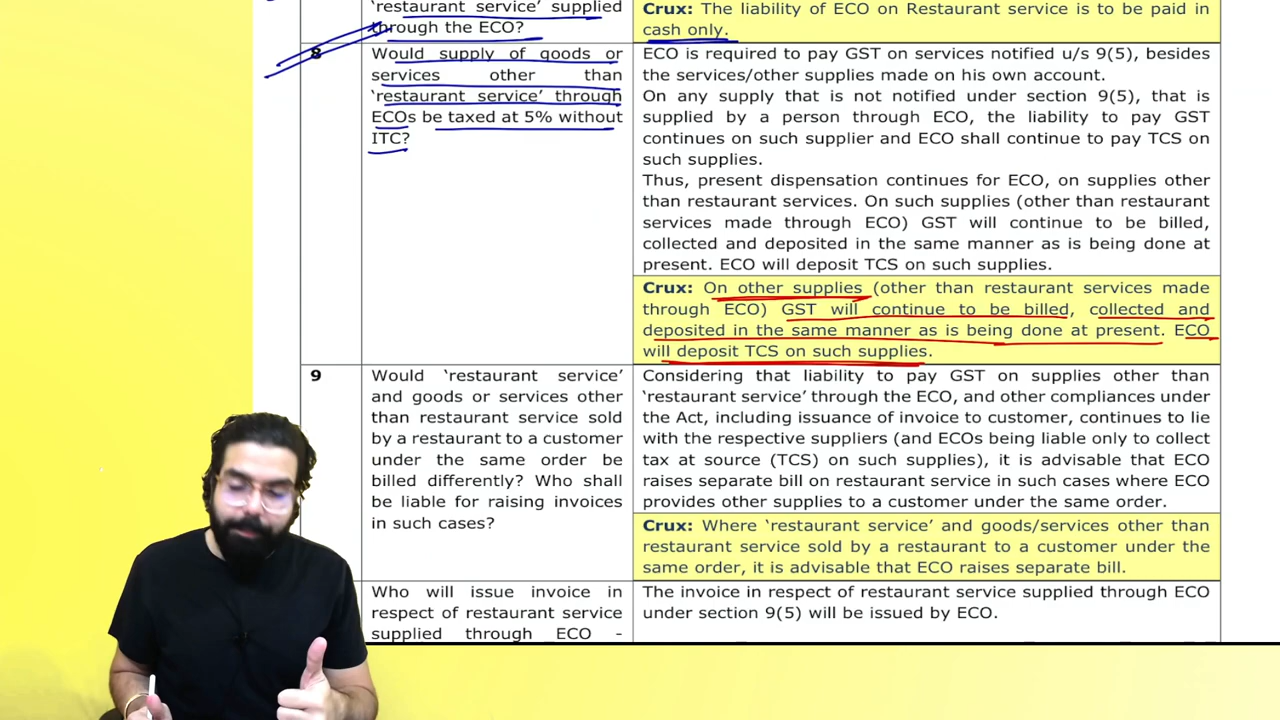 ‘restaurant service’ supplied
through the ECO?
Crux: The liability of ECO on Restaurant service is to be paid in
cash only.
8
Would supply of goods or
services other than
‘restaurant service’ through
ECOs be taxed at 5% without
ITC?
ECO is required to pay GST on services notified u/s 9(5), besides
the services/other supplies made on his own account.
On any supply that is not notified under section 9(5), that is
supplied by a person through ECO, the liability to pay GST
continues on such supplier and ECO shall continue to pay TCS on
such supplies.
Thus, present dispensation continues for ECO, on supplies other
than restaurant services. On such supplies (other than restaurant
services made through ECO) GST will continue to be billed,
collected and deposited in the same manner as is being done at
present. ECO will deposit TCS on such supplies.
Crux: On other supplies (other than restaurant services made
through ECO) GST will continue to be billed, collected and
deposited in the same manner as is being done at present. ECO
will deposit TCS on such supplies.
9
Would ‘restaurant service’
and goods or services other
than restaurant service sold
by a restaurant to a customer
under the same order be
billed differently? Who shall
be liable for raising invoices
in such cases?
Considering that liability to pay GST on supplies other than
‘restaurant service’ through the ECO, and other compliances under
the Act, including issuance of invoice to customer, continues to lie
with the respective suppliers (and ECOs being liable only to collect
tax at source (TCS) on such supplies), it is advisable that ECO
raises separate bill on restaurant service in such cases where ECO
provides other supplies to a customer under the same order.
Crux: Where ‘restaurant service’ and goods/services other than
restaurant service sold by a restaurant to a customer under the
same order, it is advisable that ECO raises separate bill.
Who will issue invoice in
respect of restaurant service
supplied through ECO -
The invoice in respect of restaurant service supplied through ECO
under section 9(5) will be issued by ECO.